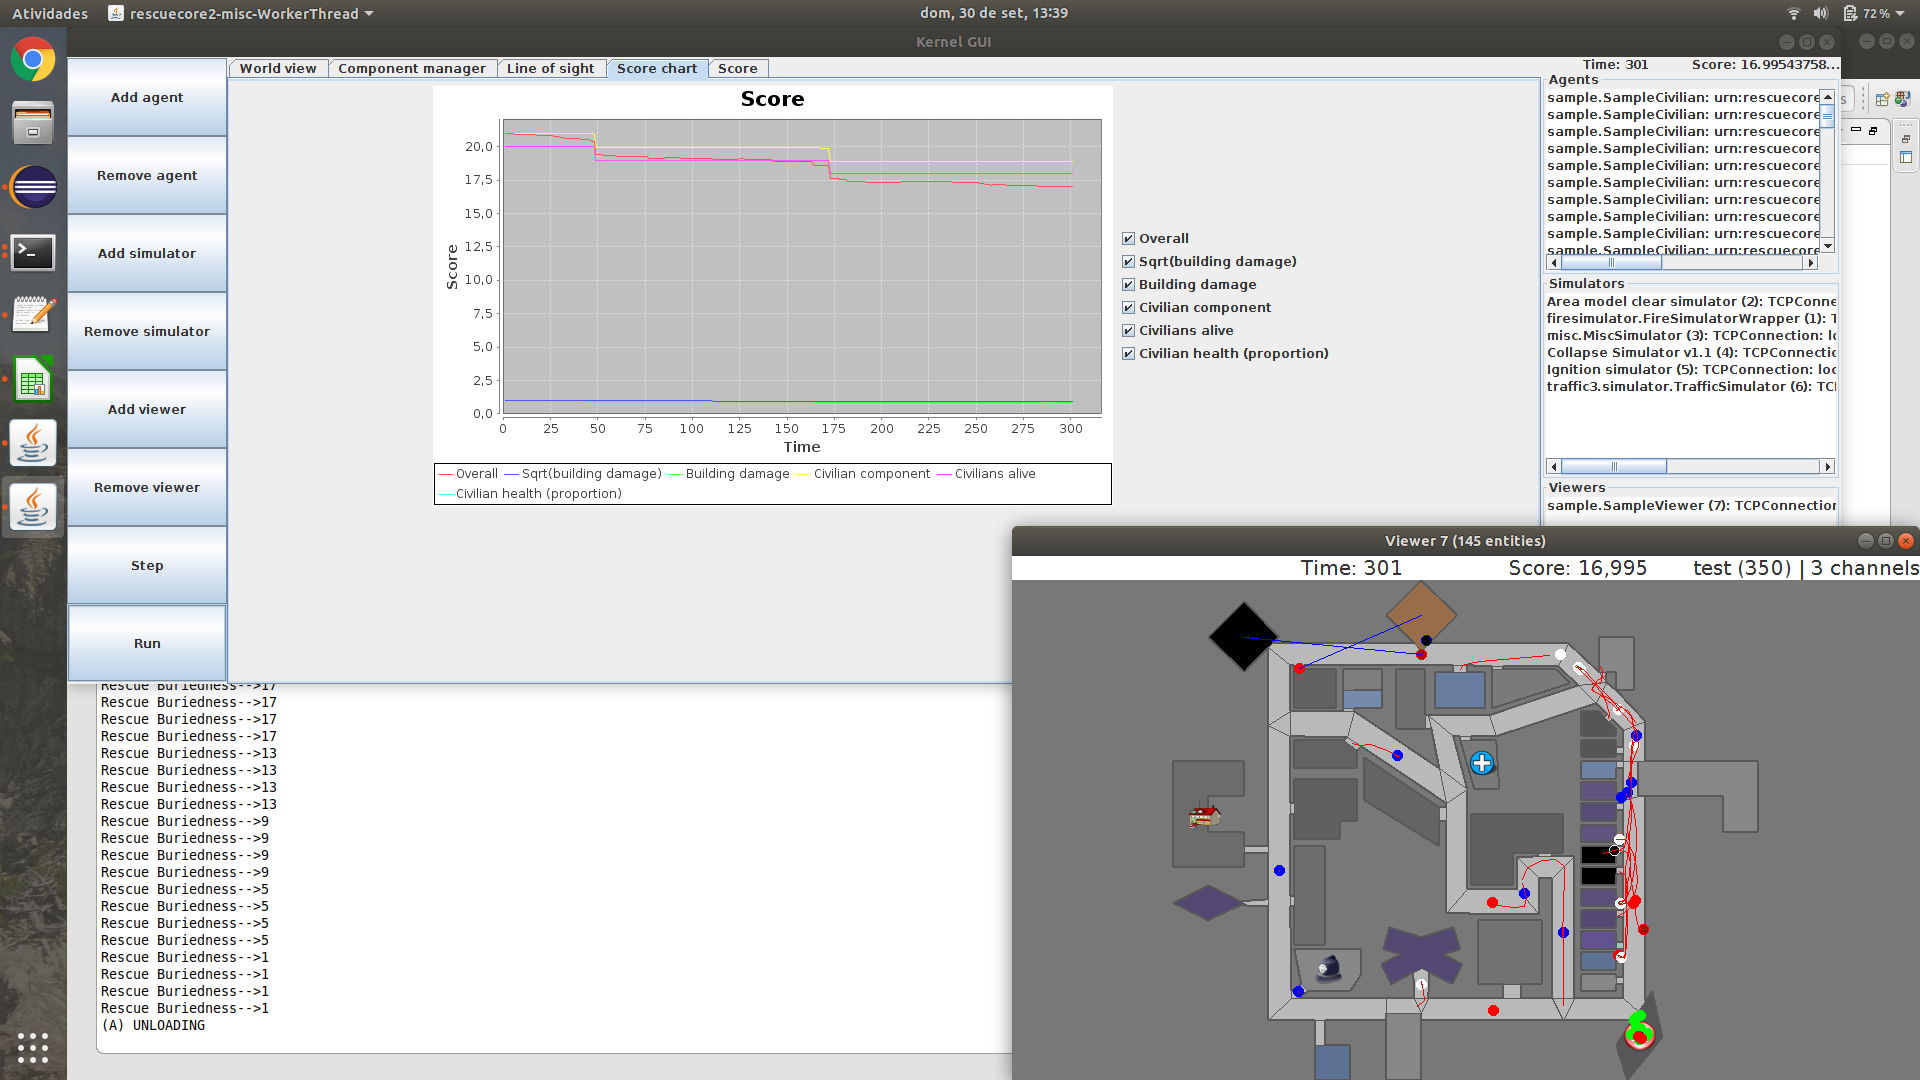 Atividades
rescuecore2-misc-WorkerThread
dom, 30 de set, 13:39
72 %
Kernel GUI
Add agent
Remove agent
Add simulator
Remove simulator
Add viewer
Remove viewer
Step
Run
World view
Component manager
Line of sight
Score chart
Score
Time: 301
Score: 16.99543758...
Score
20,0
17,5
15,0
12,5
10,0
7,5
5,0
2,5
0,0
Score
0 25 50 75 100 125 150 175 200 225 250 275 300
Time
Overall Sqrt(building damage) Building damage Civilian component Civilians alive
Civilian health (proportion)
Overall
Sqrt(building damage)
Building damage
Civilian component
Civilians alive
Civilian health (proportion)
Agents
sample.SampleCivilian: urn:rescuecore
sample.SampleCivilian: urn:rescuecore
sample.SampleCivilian: urn:rescuecore
sample.SampleCivilian: urn:rescuecore
sample.SampleCivilian: urn:rescuecore
sample.SampleCivilian: urn:rescuecore
sample.SampleCivilian: urn:rescuecore
sample.SampleCivilian: urn:rescuecore
sample.SampleCivilian: urn:rescuecore
sample.SampleCivilian: urn:rescuecore
Simulators
Area model clear simulator (2): TCPConne
firesimulator.FireSimulatorWrapper (1): T
misc.MiscSimulator (3): TCPConnection: lo
Collapse Simulator v1.1 (4): TCPConnectic
Ignition simulator (5): TCPConnection: loc
traffic3.simulator.TrafficSimulator (6): TCI
Viewers
sample.SampleViewer (7): TCPConnection
Rescue Buriedness-->17
Rescue Buriedness-->17
Rescue Buriedness-->17
Rescue Buriedness-->17
Rescue Buriedness-->13
Rescue Buriedness-->13
Rescue Buriedness-->13
Rescue Buriedness-->13
Rescue Buriedness-->9
Rescue Buriedness-->9
Rescue Buriedness-->9
Rescue Buriedness-->9
Rescue Buriedness-->5
Rescue Buriedness-->5
Rescue Buriedness-->5
Rescue Buriedness-->5
Rescue Buriedness-->1
Rescue Buriedness-->1
Rescue Buriedness-->1
Rescue Buriedness-->1
(A) UNLOADING
Viewer 7 (145 entities)
Time: 301
Score: 16,995
test (350) | 3 channels